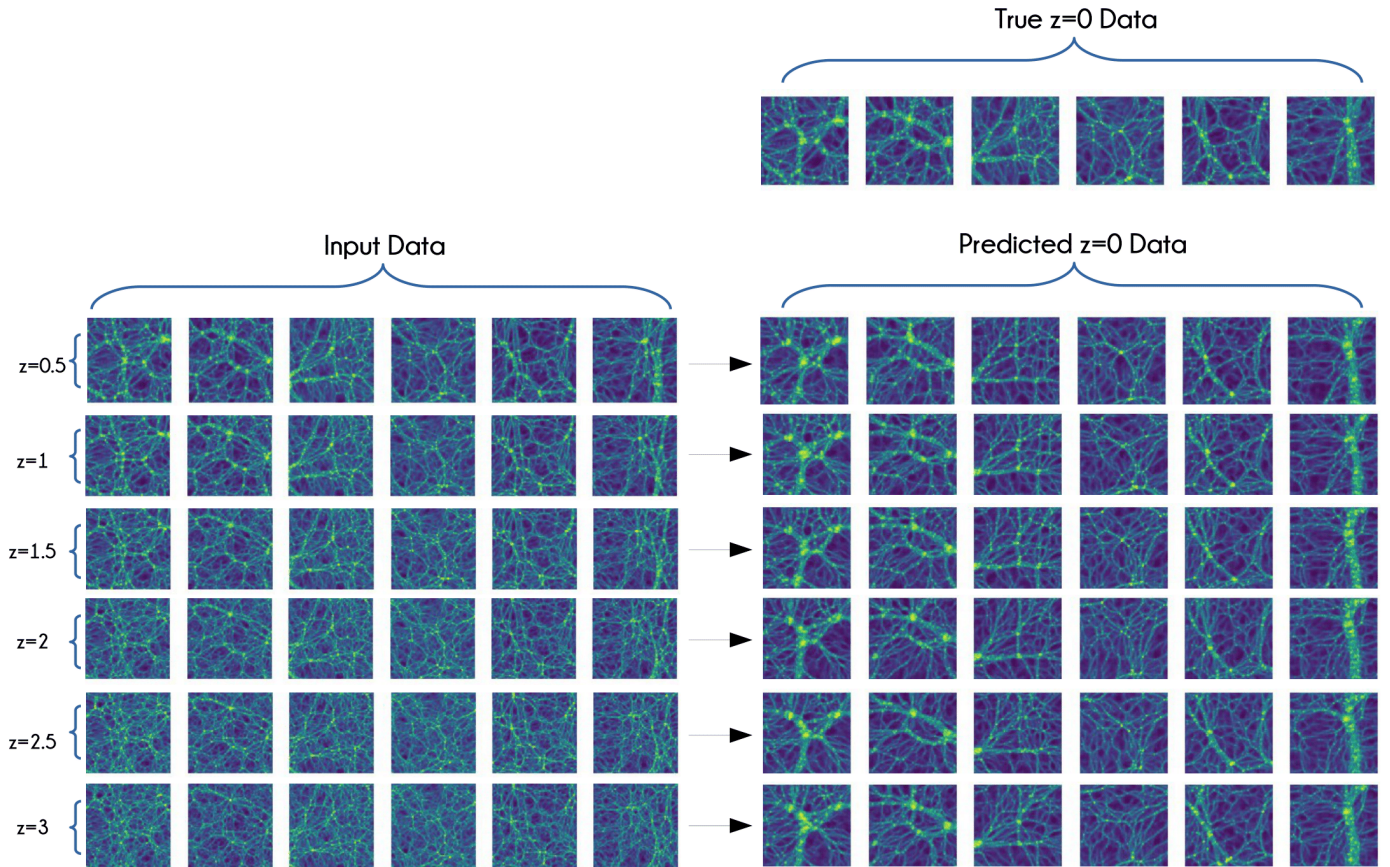 True z=0 Data
Input Data
Predicted z=0 Data
z=0.5
z=1
z=1.5
z=2
z=2.5
z=3